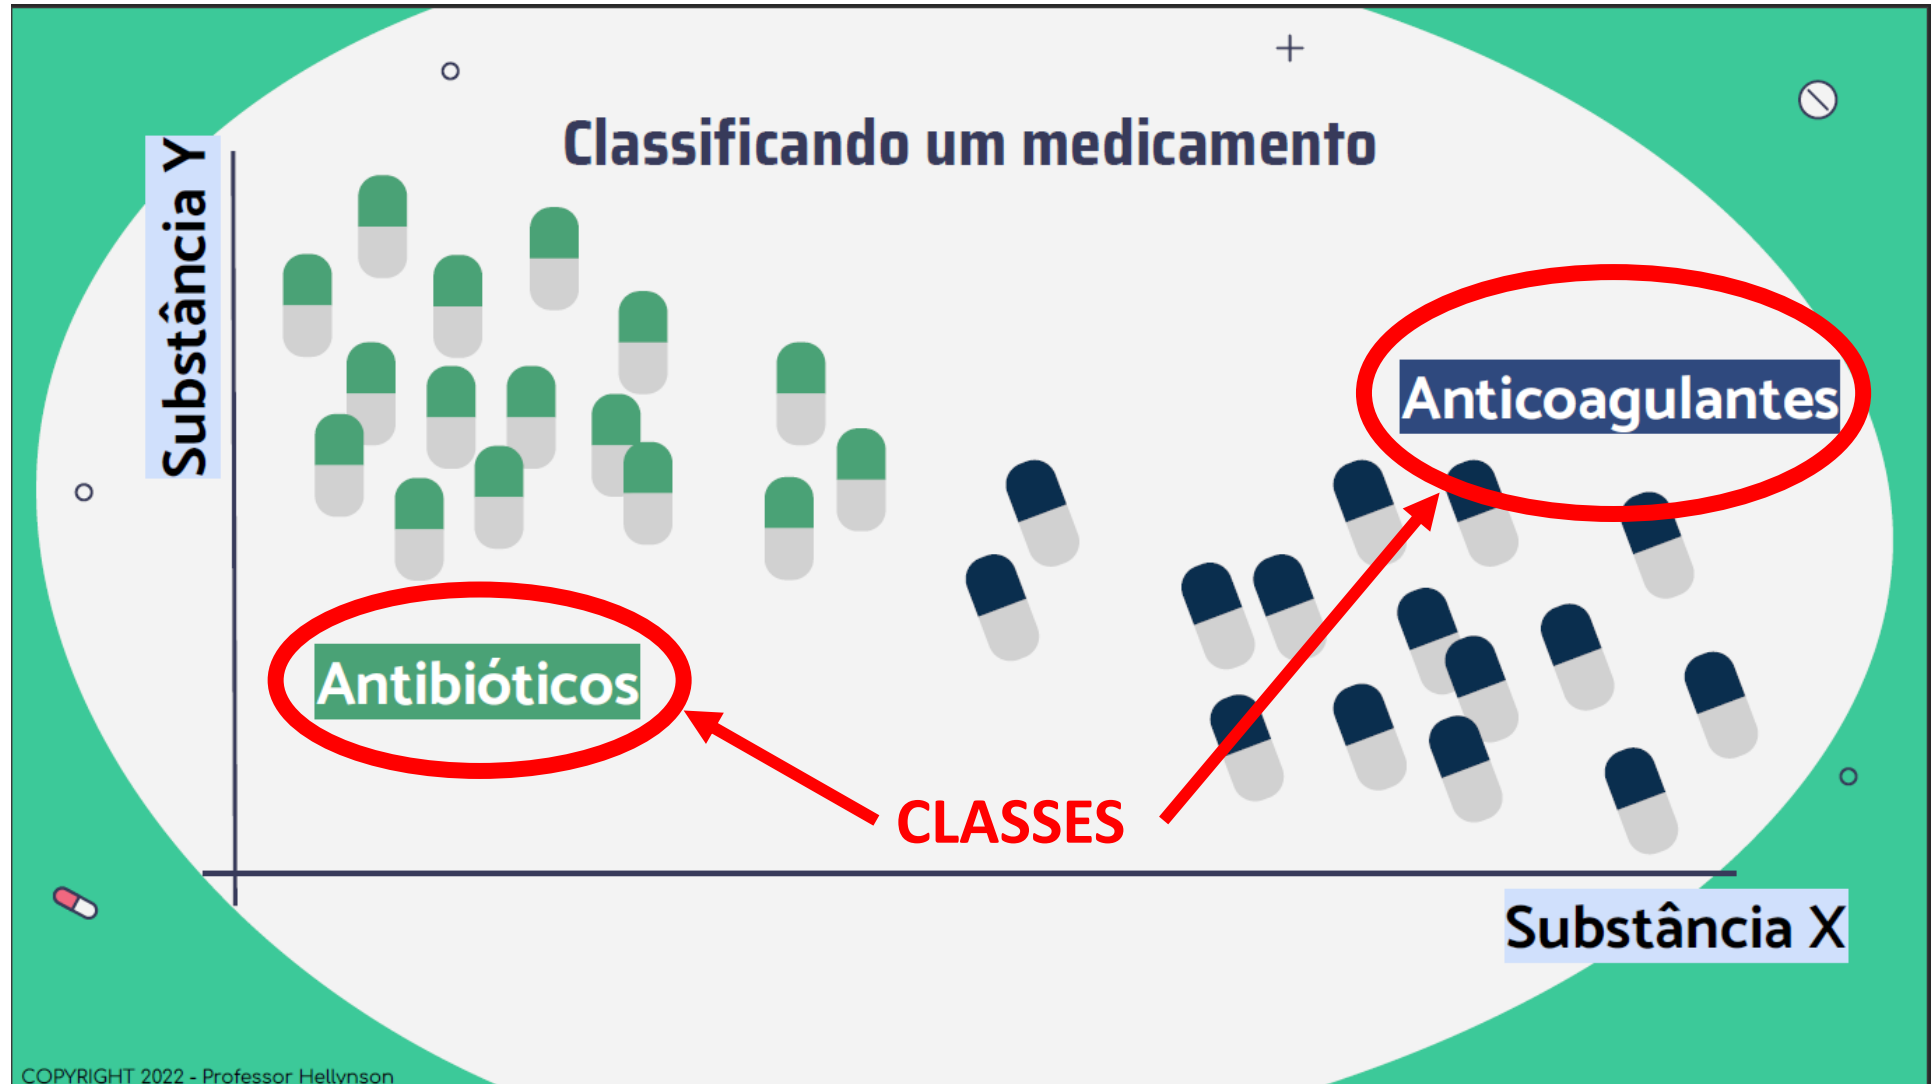 Classificando um medicamento
Substância Y
Anticoagulantes
Antibióticos
CLASSES
Substância X
COPYRIGHT 2022 - Professor Hellynson